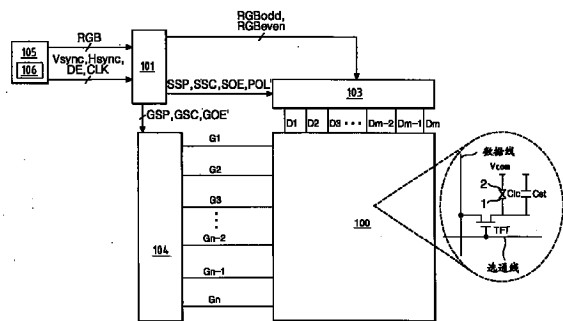 RGB
RGBodd,
RGBeven
105
106
Vsync, Hsync,
DE, CLK
101
SSP, SSC, SOE, POL'
103
GSP, GSC, GOE'
D1 D2 D3 ··· Dm-2 Dm-1 Dm
104
G1
G2
G3
Gn-2
Gn-1
Gn
100
数据线
Vcom
2
1
Clc
Cst
TFT
选通线